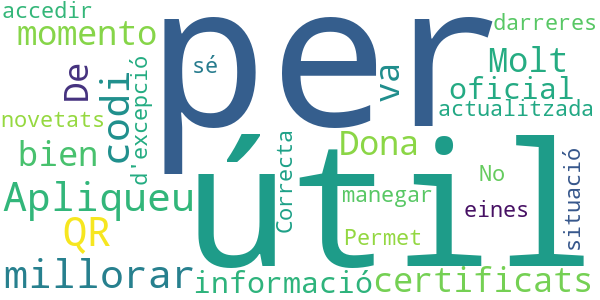 accedir
momento
per
sé
darreres
De
codi
d'excepció
va
Molt
oficial
actualitzada
novetats
bien
Correcta
Dona
útil
Apliqueu
QR
manegar
No
eines
situació
Permet
millorar
informació
certificats